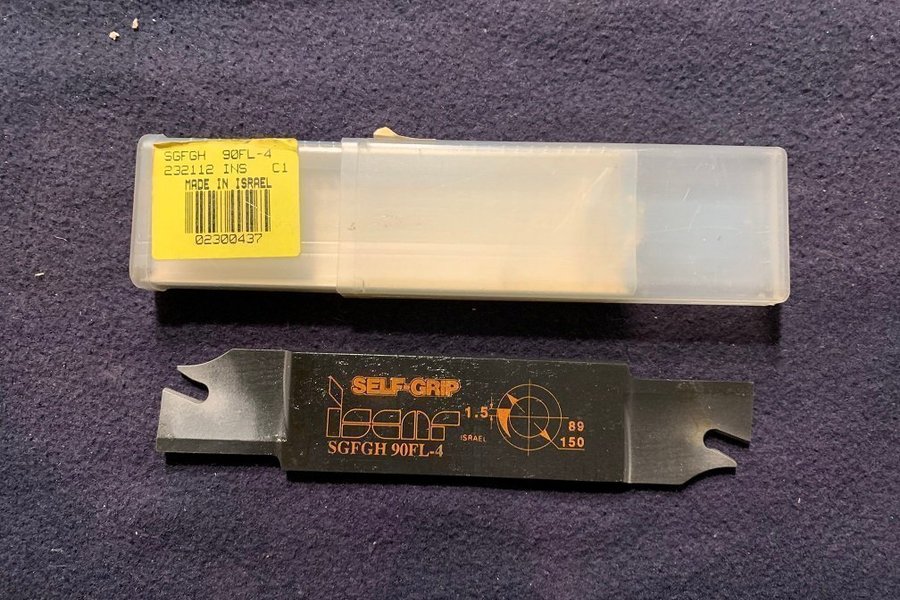 SGFGH 90FL-4
232112 INS C1
MADE IN ISRAEL
02300437
SELF-GRIP
iscar
ISRAEL
SGFGH 90FL-4
1.5
89
150